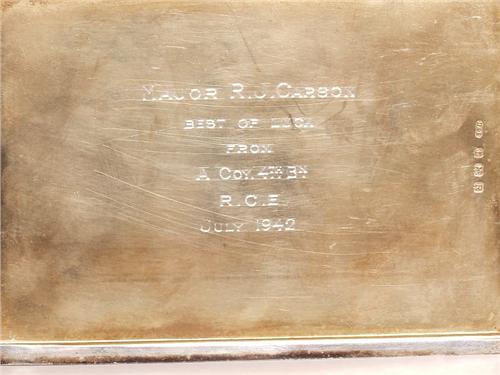 MAJOR R.J. CARSON
BEST OF LUCK
FROM
A COY. 4TH BN
R.C.E.
JULY 1942